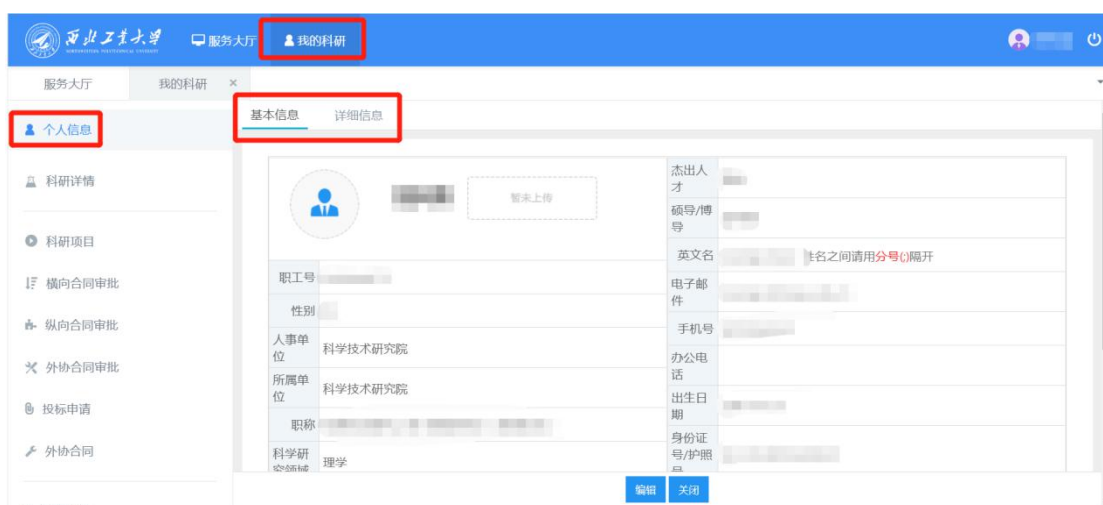 西北工业大学
NORTHWESTERN POLYTECHNICAL UNIVERSITY
服务大厅
我的科研
服务大厅
我的科研 ×
基本信息
详细信息
个人信息
科研详情
科研项目
横向合同审批
纵向合同审批
外协合同审批
投标申请
外协合同
暂未上传
职工号
性别
人事单
位
科学技术研究院
所属单
位
科学技术研究院
职称
科学研
究领域
理学
杰出人
才
硕导/博
导
英文名
姓名之间请用分号(;)隔开
电子邮
件
手机号
办公电
话
出生日
期
身份证
号/护照
号
编辑
关闭